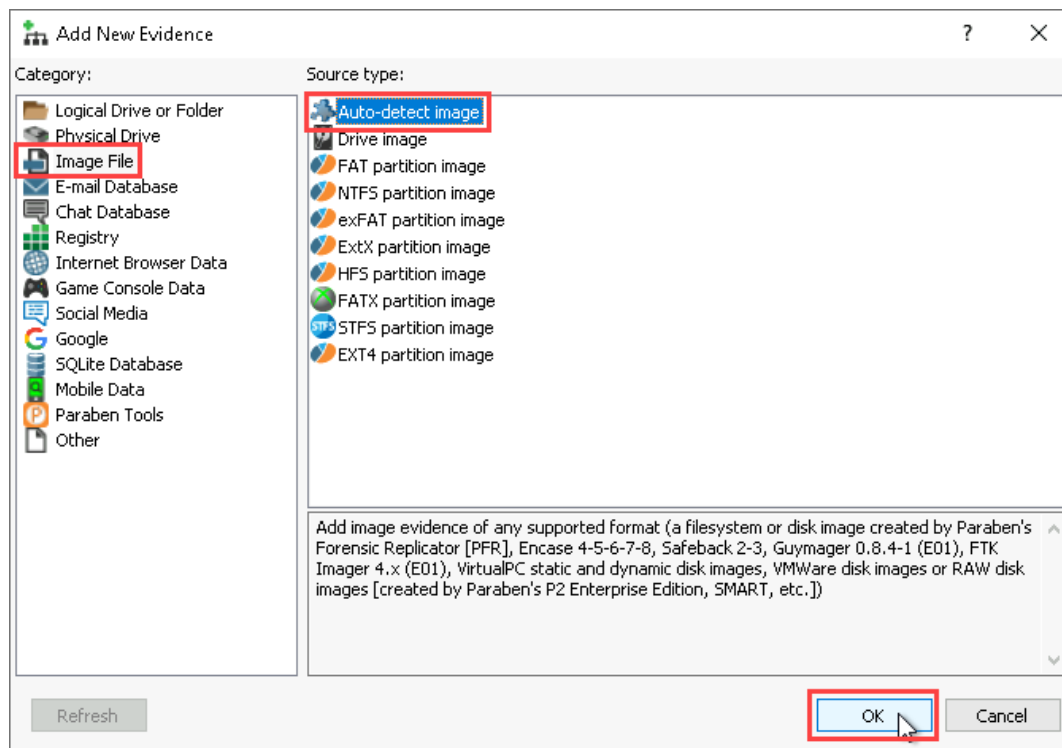 Add New Evidence
?
Category:
Source type:
Logical Drive or Folder
Physical Drive
Image File
E-mail Database
Chat Database
Registry
Internet Browser Data
Game Console Data
Social Media
Google
SQLite Database
Mobile Data
Paraben Tools
Other
Auto-detect image
Drive image
FAT partition image
NTFS partition image
exFAT partition image
ExtX partition image
HFS partition image
FATX partition image
STFS
STFS partition image
EXT4 partition image
Add image evidence of any supported format (a filesystem or disk image created by Paraben's
Forensic Replicator [PFR], Encase 4-5-6-7-8, Safeback 2-3, Guymager 0.8.4-1 (E01), FTK
Imager 4.x (E01), VirtualPC static and dynamic disk images, VMWare disk images or RAW disk
images [created by Paraben's P2 Enterprise Edition, SMART, etc.])
Refresh
OK
Cancel